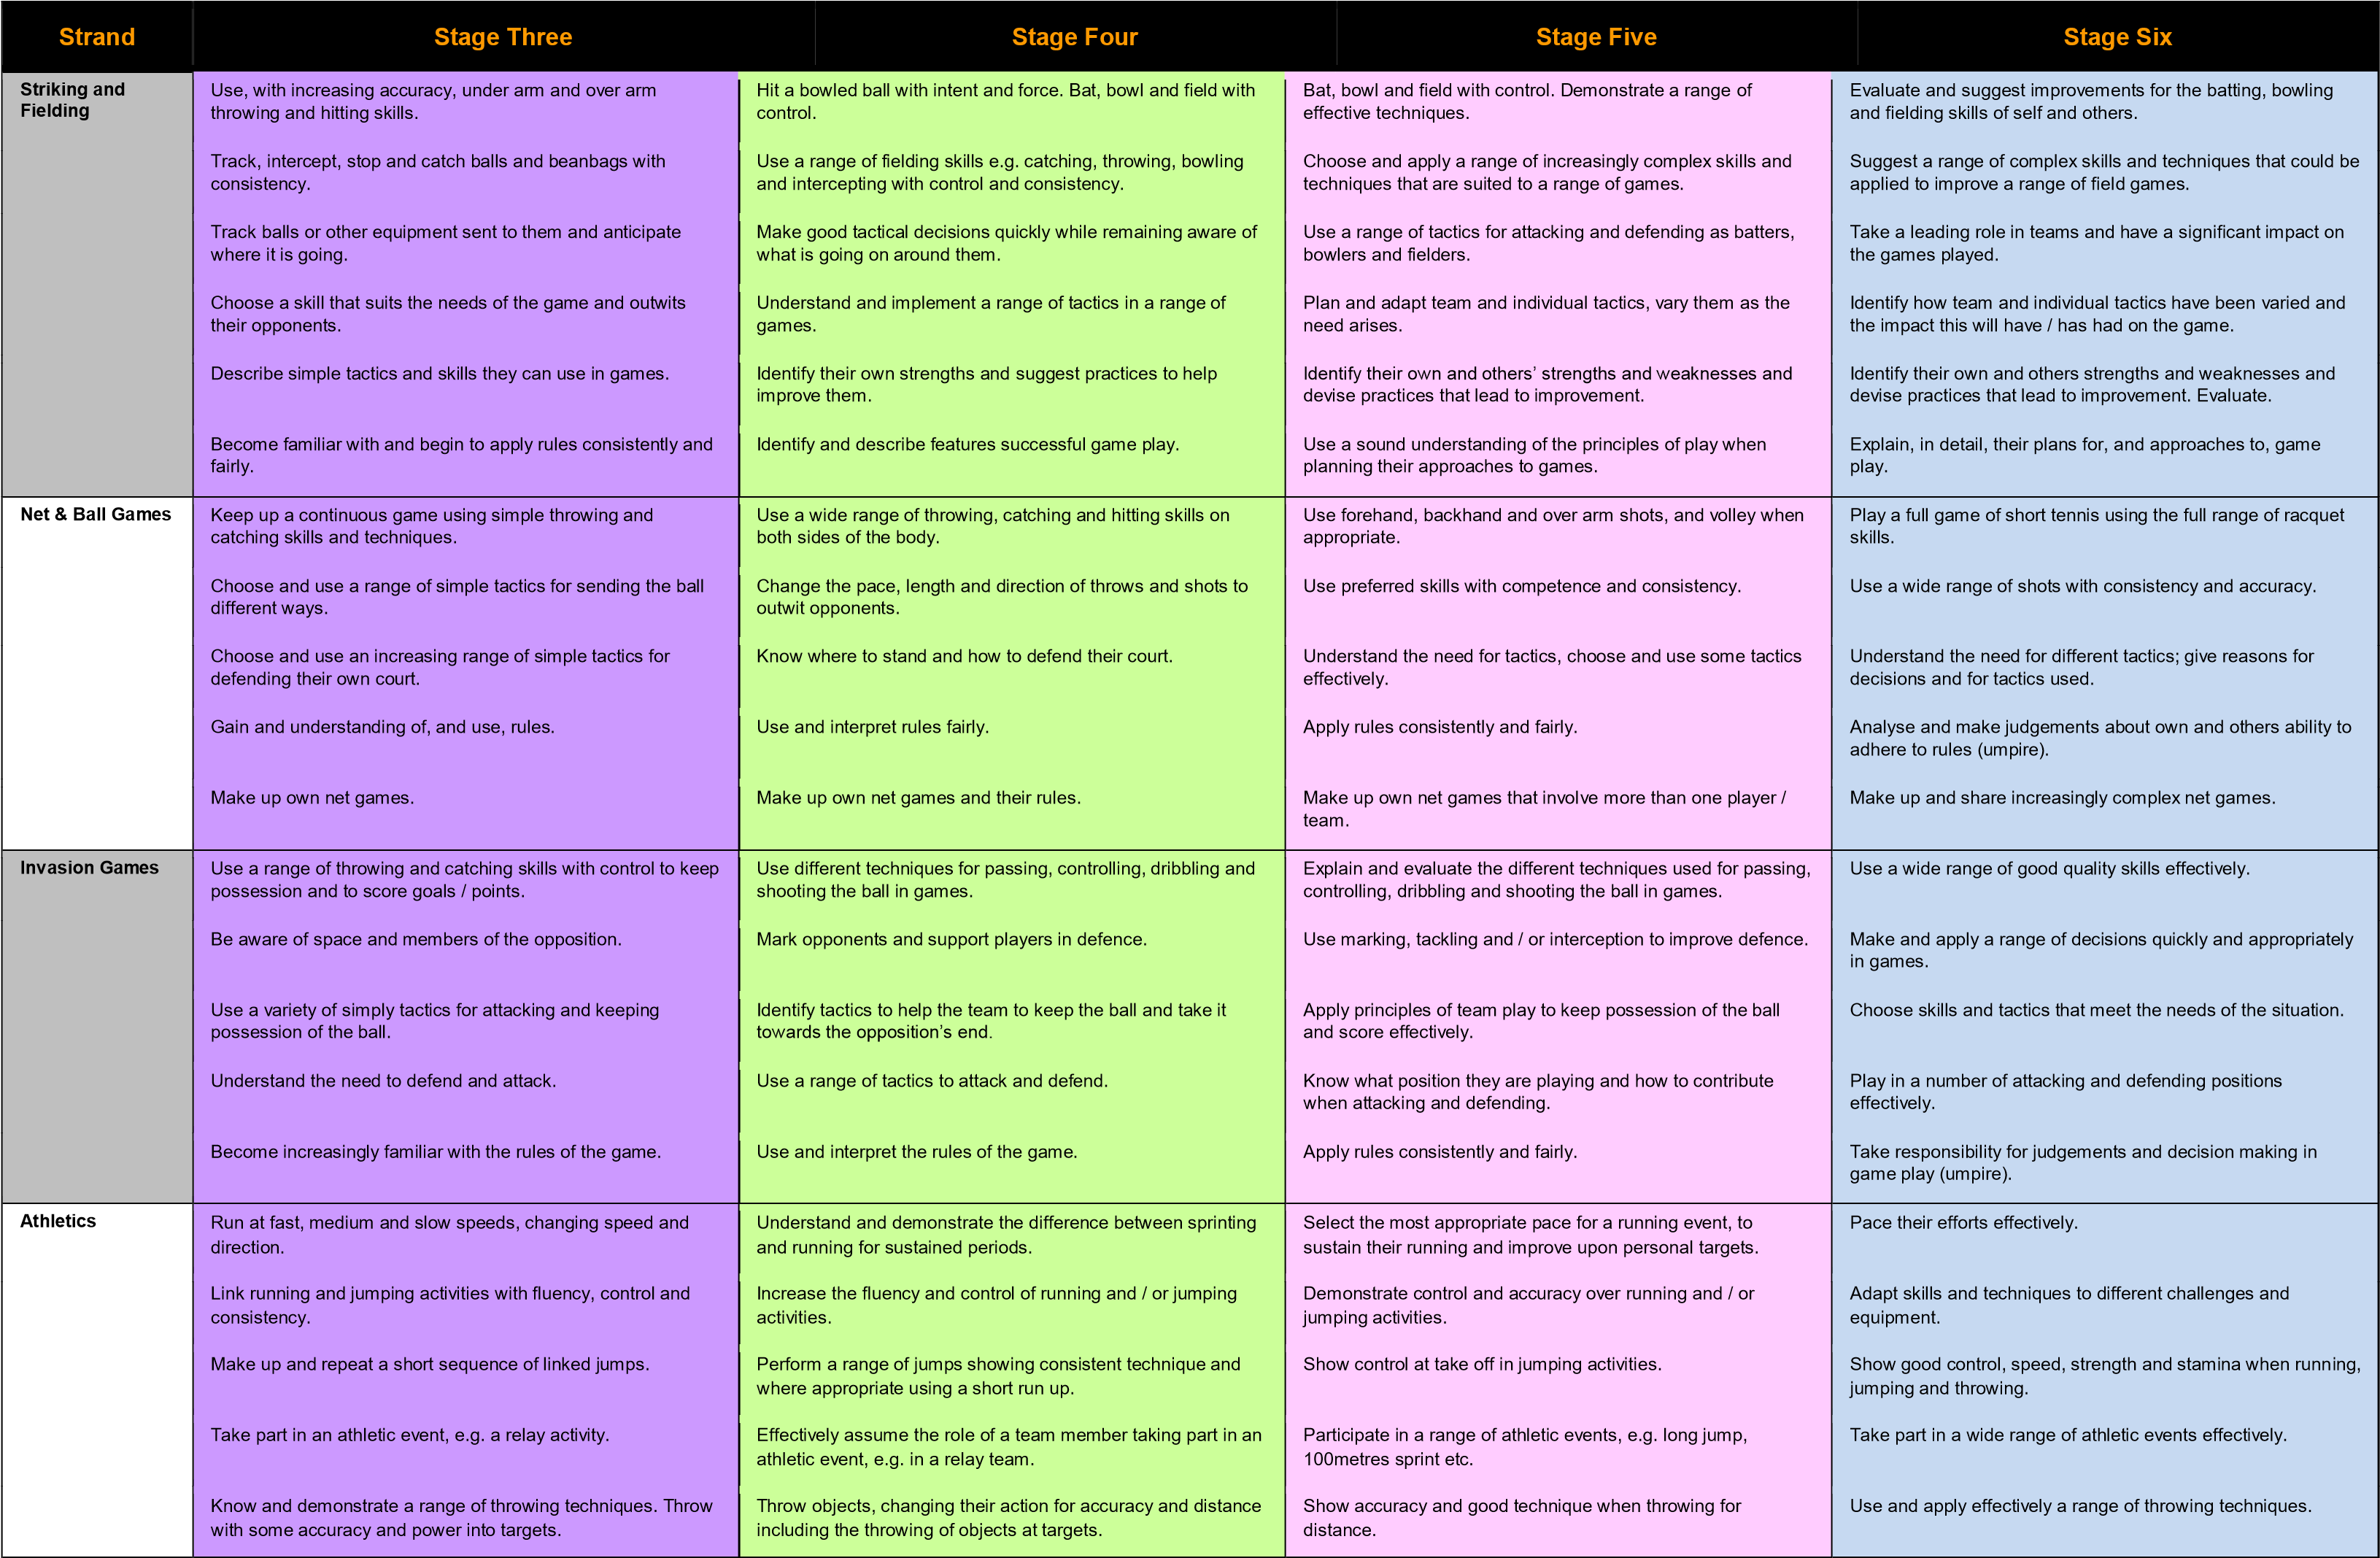 Strand
Stage Three
Stage Four
Stage Five
Stage Six
Striking and
Fielding
Use, with increasing accuracy, under arm and over arm
throwing and hitting skills.
Hit a bowled ball with intent and force. Bat, bowl and field with
control.
Bat, bowl and field with control. Demonstrate a range of
effective techniques.
Evaluate and suggest improvements for the batting, bowling
and fielding skills of self and others.
Track, intercept, stop and catch balls and beanbags with
consistency.
Use a range of fielding skills e.g. catching, throwing, bowling
and intercepting with control and consistency.
Choose and apply a range of increasingly complex skills and
techniques that are suited to a range of games.
Suggest a range of complex skills and techniques that could be
applied to improve a range of field games.
Track balls or other equipment sent to them and anticipate
where it is going.
Make good tactical decisions quickly while remaining aware of
what is going on around them.
Use a range of tactics for attacking and defending as batters,
bowlers and fielders.
Take a leading role in teams and have a significant impact on
the games played.
Choose a skill that suits the needs of the game and outwits
their opponents.
Understand and implement a range of tactics in a range of
games.
Plan and adapt team and individual tactics, vary them as the
need arises.
Identify how team and individual tactics have been varied and
the impact this will have / has had on the game.
Describe simple tactics and skills they can use in games.
Identify their own strengths and suggest practices to help
improve them.
Identify their own and others’ strengths and weaknesses and
devise practices that lead to improvement.
Identify their own and others strengths and weaknesses and
devise practices that lead to improvement. Evaluate.
Become familiar with and begin to apply rules consistently and
fairly.
Identify and describe features successful game play.
Use a sound understanding of the principles of play when
planning their approaches to games.
Explain, in detail, their plans for, and approaches to, game
play.
Net & Ball Games
Keep up a continuous game using simple throwing and
catching skills and techniques.
Use a wide range of throwing, catching and hitting skills on
both sides of the body.
Use forehand, backhand and over arm shots, and volley when
appropriate.
Play a full game of short tennis using the full range of racquet
skills.
Choose and use a range of simple tactics for sending the ball
different ways.
Change the pace, length and direction of throws and shots to
outwit opponents.
Use preferred skills with competence and consistency.
Use a wide range of shots with consistency and accuracy.
Choose and use an increasing range of simple tactics for
defending their own court.
Know where to stand and how to defend their court.
Understand the need for tactics, choose and use some tactics
effectively.
Understand the need for different tactics; give reasons for
decisions and for tactics used.
Gain and understanding of, and use, rules.
Use and interpret rules fairly.
Apply rules consistently and fairly.
Analyse and make judgements about own and others ability to
adhere to rules (umpire).
Make up own net games.
Make up own net games and their rules.
Make up own net games that involve more than one player /
team.
Make up and share increasingly complex net games.
Invasion Games
Use a range of throwing and catching skills with control to keep
possession and to score goals / points.
Use different techniques for passing, controlling, dribbling and
shooting the ball in games.
Explain and evaluate the different techniques used for passing,
controlling, dribbling and shooting the ball in games.
Use a wide range of good quality skills effectively.
Be aware of space and members of the opposition.
Mark opponents and support players in defence.
Use marking, tackling and / or interception to improve defence.
Make and apply a range of decisions quickly and appropriately
in games.
Use a variety of simply tactics for attacking and keeping
possession of the ball.
Identify tactics to help the team to keep the ball and take it
towards the opposition’s end.
Apply principles of team play to keep possession of the ball
and score effectively.
Choose skills and tactics that meet the needs of the situation.
Understand the need to defend and attack.
Use a range of tactics to attack and defend.
Know what position they are playing and how to contribute
when attacking and defending.
Play in a number of attacking and defending positions
effectively.
Become increasingly familiar with the rules of the game.
Use and interpret the rules of the game.
Apply rules consistently and fairly.
Take responsibility for judgements and decision making in
game play (umpire).
Athletics
Run at fast, medium and slow speeds, changing speed and
direction.
Understand and demonstrate the difference between sprinting
and running for sustained periods.
Select the most appropriate pace for a running event, to
sustain their running and improve upon personal targets.
Pace their efforts effectively.
Link running and jumping activities with fluency, control and
consistency.
Increase the fluency and control of running and / or jumping
activities.
Demonstrate control and accuracy over running and / or
jumping activities.
Adapt skills and techniques to different challenges and
equipment.
Make up and repeat a short sequence of linked jumps.
Perform a range of jumps showing consistent technique and
where appropriate using a short run up.
Show control at take off in jumping activities.
Show good control, speed, strength and stamina when running,
jumping and throwing.
Take part in an athletic event, e.g. a relay activity.
Effectively assume the role of a team member taking part in an
athletic event, e.g. in a relay team.
Participate in a range of athletic events, e.g. long jump,
100metres sprint etc.
Take part in a wide range of athletic events effectively.
Know and demonstrate a range of throwing techniques. Throw
with some accuracy and power into targets.
Throw objects, changing their action for accuracy and distance
including the throwing of objects at targets.
Show accuracy and good technique when throwing for
distance.
Use and apply effectively a range of throwing techniques.